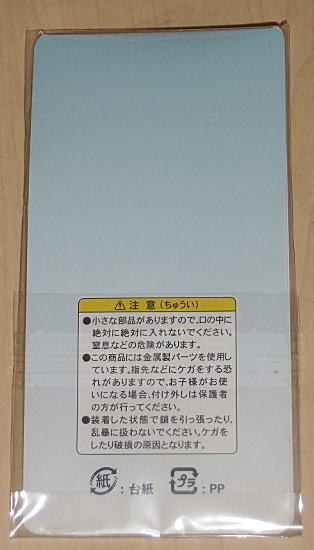 ⚠注意(ちゅうい)
●小さな部品がありますので、口の中に
絶対に絶対に入れないでください。
窒息などの危険があります。
●この商品には金属製パーツを使用し
ています。指先などにケガをする恐
れがありますので、お子様がお使
いになる場合、付け外しは保護者
の方が行ってください。
●装着した状態で鎖を引っ張ったり、
乱暴に扱わないでください。ケガを
したり破損の原因となります。
紙:台紙 プラ:PP